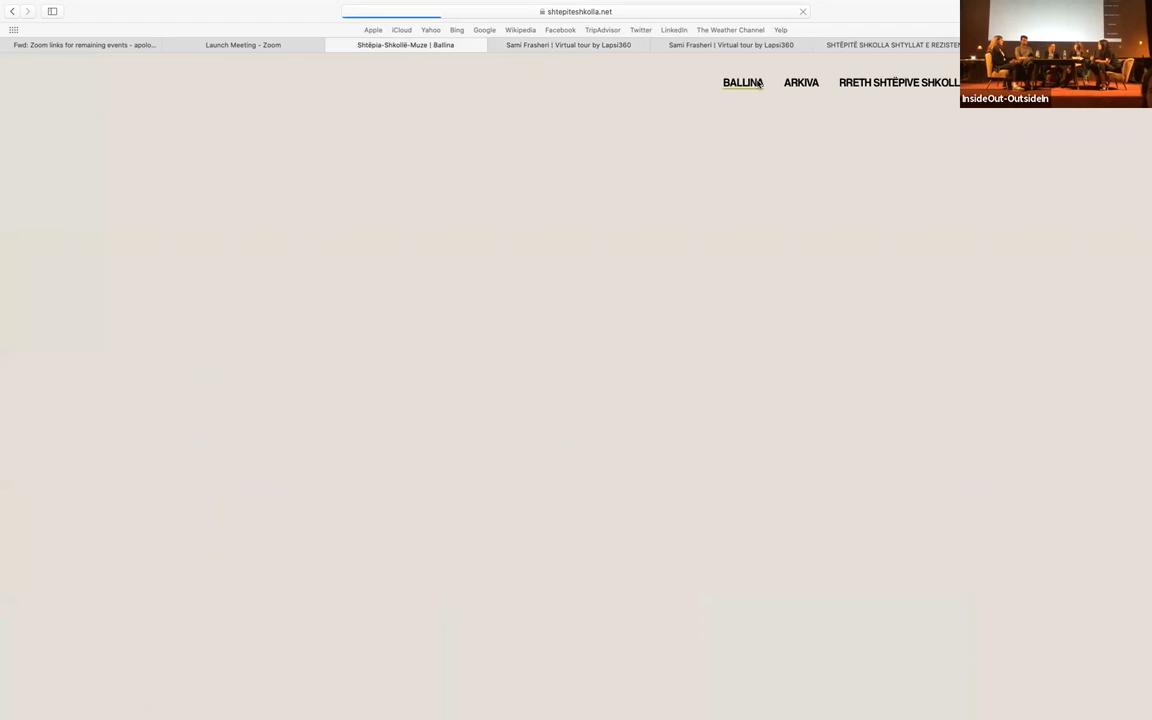 shtepiteshkolla.net
Apple iCloud Yahoo Bing Google Wikipedia Facebook TripAdvisor Twitter LinkedIn The Weather Channel Yelp
Fwd: Zoom links for remaining events - apolo... Launch Meeting - Zoom Shtëpia-Shkollë-Muze | Ballina Sami Frasheri | Virtual tour by Lapsi360 Sami Frasheri | Virtual tour by Lapsi360 SHTËPITË SHKOLLA SHTYLLAT E REZISTEN
BALLINA ARKIVA RRETH SHTËPIVE SHKOLL
InsideOut-OutsideIn